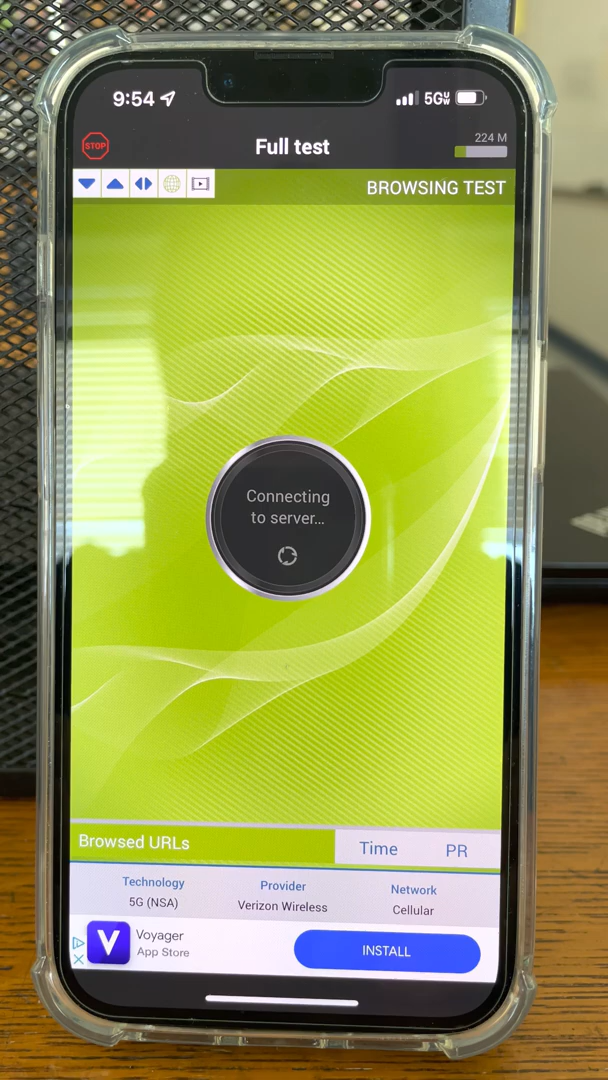 9:54
5GW
STOP
Full test
224 M
BROWSING TEST
Connecting
to server...
Browsed URLs
Time
PR
Technology
Provider
Network
5G (NSA)
Verizon Wireless
Cellular
V
Voyager
App Store
INSTALL